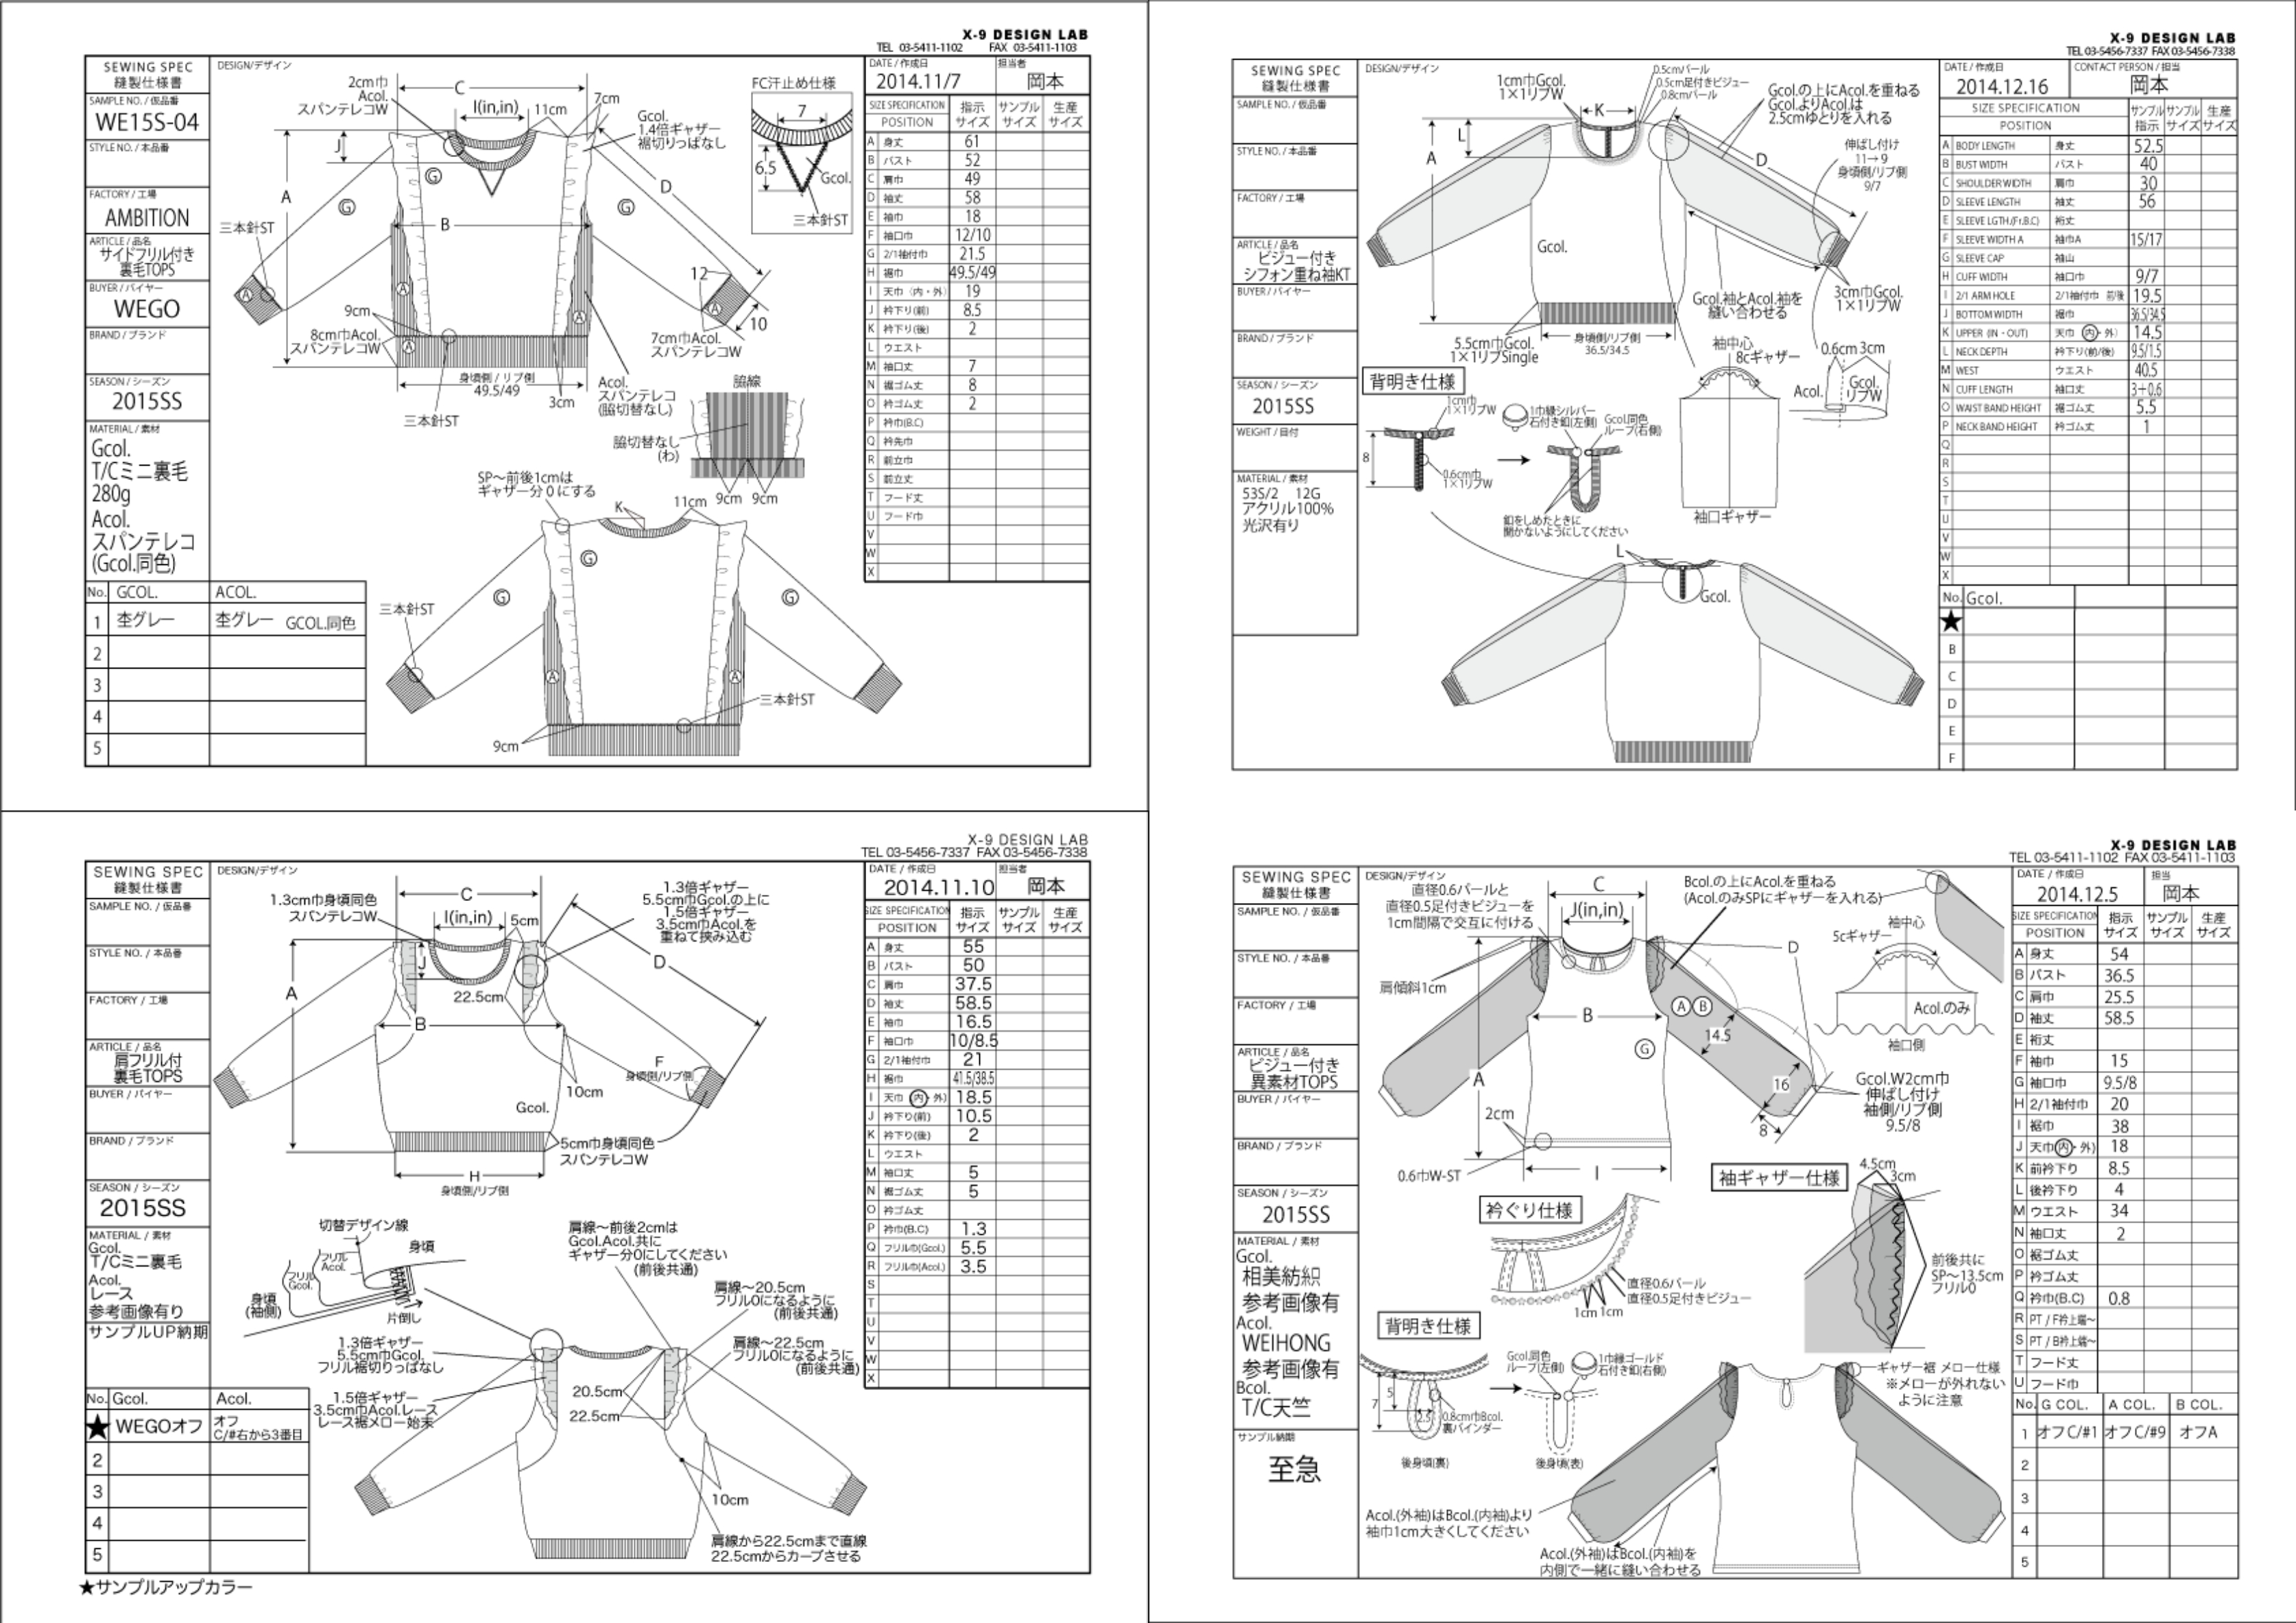 X-9 DESIGN LAB
TEL 03-5411-1102 FAX 03-5411-1103
SEWING SPEC
縫製仕様書
SAMPLE NO. / 仮品番
WE15S-04
STYLE NO. / 本品番
FACTORY / 工場
AMBITION
ARTICLE / 品名
サイドフリル付き
裏毛TOPS
BUYER / バイヤー
WEGO
BRAND / ブランド
SEASON / シーズン
2015SS
MATERIAL / 素材
Gcol.
T/Cミニ裏毛
280g
Acol.
スパンテレコ
(Gcol.同色)
No. GCOL. ACOL.
1 杢グレー 杢グレー GCOL.同色
2
3
4
5
DESIGN/デザイン
2cm巾
Acol.
スパンテレコW
C
I(in,in)
11cm
7cm
Gcol.
1.4倍ギャザー
裾切りっぱなし
FC汗止め仕様
7
6.5
Gcol.
三本針ST
J
A
G
G
G
D
B
三本針ST
A
A
A
A
A
9cm
8cm巾Acol.
スパンテレコW
12
10
7cm巾Acol.
スパンテレコW
身頃側 / リブ側
49.5/49
三本針ST
3cm
Acol.
スパンテレコ
(脇切替なし)
脇線
脇切替なし
(わ)
9cm 9cm
SP〜前後1cmは
ギャザー分0にする
K
11cm
G
G
G
三本針ST
A
A
三本針ST
9cm
DATE / 作成日 担当者
2014.11/7 岡本
SIZE SPECIFICATION 指示サイズ サンプルサイズ 生産サイズ
POSITION
A 身丈 61
B バスト 52
C 肩巾 49
D 袖丈 58
E 袖巾 18
F 袖口巾 12/10
G 2/1袖付巾 21.5
H 裾巾 49.5/49
I 天巾（内・外） 19
J 衿下り(前) 8.5
K 衿下り(後) 2
L ウエスト
M 袖口丈 7
N 裾ゴム丈 8
O 衿ゴム丈 2
P 衿巾(B.C)
Q 衿先巾
R 前立巾
S 前立丈
T フード丈
U フード巾
V
W
X
X-9 DESIGN LAB
TEL 03-5456-7337 FAX 03-5456-7338
SEWING SPEC
縫製仕様書
SAMPLE NO. / 仮品番
STYLE NO. / 本品番
FACTORY / 工場
ARTICLE / 品名
ビジュー付き
シフォン重ね袖KT
BUYER / バイヤー
BRAND / ブランド
SEASON / シーズン
2015SS
WEIGHT / 目付
MATERIAL / 素材
53S/2 12G
アクリル100%
光沢有り
DESIGN/デザイン
1cm巾Gcol.
1×1リブW
K
0.5cmパール
0.5cm足付きビジュー
0.8cmパール
Gcol.の上にAcol.を重ねる
Gcol.よりAcol.は
2.5cmゆとりを入れる
L
A
D
伸ばし付け
11→9
身頃側/リブ側
9/7
Gcol.
Gcol.袖とAcol.袖を
縫い合わせる
3cm巾Gcol.
1×1リブW
5.5cm巾Gcol.
1×1リブSingle
身頃側/リブ側
36.5/34.5
袖中心
8cギャザー
0.6cm 3cm
Acol.
Gcol.
リブW
袖口ギャザー
背明き仕様
1cm巾
1×1リブW
8
0.6cm巾
1×1リブW
1巾縁シルバー
石付き釦(左側)
Gcol.同色
ループ(右側)
釦をしめたときに
開かないようにしてください
L
Gcol.
DATE / 作成日 CONTACT PERSON / 担当
2014.12.16 岡本
SIZE SPECIFICATION サンプル指示 サンプルサイズ 生産サイズ
POSITION
A BODY LENGTH 身丈 52.5
B BUST WIDTH バスト 40
C SHOULDER WIDTH 肩巾 30
D SLEEVE LENGTH 袖丈 56
E SLEEVE LGTH.(Fr.B.C) 裄丈
F SLEEVE WIDTH A 袖巾A 15/17
G SLEEVE CAP 袖山
H CUFF WIDTH 袖口巾 9/7
I 2/1 ARM HOLE 2/1袖付巾 前/後 19.5
J BOTTOM WIDTH 裾巾 36.5/34.5
K UPPER (IN・OUT) 天巾 (内・外) 14.5
L NECK DEPTH 衿下り(前/後) 9.5/1.5
M WEST ウエスト 40.5
N CUFF LENGTH 袖口丈 3+0.6
O WAIST BAND HEIGHT 裾ゴム丈 5.5
P NECK BAND HEIGHT 衿ゴム丈 1
Q
R
S
T
U
V
W
X
No. Gcol.
★
B
C
D
E
F
X-9 DESIGN LAB
TEL 03-5456-7337 FAX 03-5456-7338
SEWING SPEC
縫製仕様書
SAMPLE NO. / 仮品番
STYLE NO. / 本品番
FACTORY / 工場
ARTICLE / 品名
肩フリル付
裏毛TOPS
BUYER / バイヤー
BRAND / ブランド
SEASON / シーズン
2015SS
MATERIAL / 素材
Gcol.
T/Cミニ裏毛
Acol.
レース
参考画像有り
サンプルUP納期
No. Gcol. Acol.
★ WEGOオフ オフ
C/#右から3番目
2
3
4
5
★サンプルアップカラー
DESIGN/デザイン
1.3cm巾身頃同色
スパンテレコW
C
I(in,in)
5cm
1.3倍ギャザー
5.5cm巾Gcol.の上に
1.5倍ギャザー
3.5cm巾Acol.を
重ねて挟み込む
J
A
D
22.5cm
B
F
身頃側/リブ側
10cm
Gcol.
5cm巾身頃同色
スパンテレコW
H
身頃側/リブ側
切替デザイン線
身頃
フリル
Acol.
フリル
Gcol.
身頃
(袖側)
片倒し
肩線〜前後2cmは
Gcol.Acol.共に
ギャザー分0にしてください
(前後共通)
肩線〜20.5cm
フリル0になるように
(前後共通)
肩線〜22.5cm
フリル0になるように
(前後共通)
1.3倍ギャザー
5.5cm巾Gcol.
フリル裾切りっぱなし
1.5倍ギャザー
3.5cm巾Acol.レース
レース裾メロー始末
20.5cm
22.5cm
10cm
肩線から22.5cmまで直線
22.5cmからカーブさせる
DATE / 作成日 担当者
2014.11.10 岡本
SIZE SPECIFICATION 指示サイズ サンプルサイズ 生産サイズ
POSITION
A 身丈 55
B バスト 50
C 肩巾 37.5
D 袖丈 58.5
E 袖巾 16.5
F 袖口巾 10/8.5
G 2/1袖付巾 21
H 裾巾 41.5/38.5
I 天巾 (内・外) 18.5
J 衿下り(前) 10.5
K 衿下り(後) 2
L ウエスト
M 袖口丈 5
N 裾ゴム丈 5
O 衿ゴム丈
P 衿巾(B.C) 1.3
Q フリル巾(Gcol.) 5.5
R フリル巾(Acol.) 3.5
S
T
U
V
W
X
X-9 DESIGN LAB
TEL 03-5411-1102 FAX 03-5411-1103
SEWING SPEC
縫製仕様書
SAMPLE NO. / 仮品番
STYLE NO. / 本品番
FACTORY / 工場
ARTICLE / 品名
ビジュー付き
異素材TOPS
BUYER / バイヤー
BRAND / ブランド
SEASON / シーズン
2015SS
MATERIAL / 素材
Gcol.
相美紡織
参考画像有
Acol.
WEIHONG
参考画像有
Bcol.
T/C天竺
サンプル納期
至急
DESIGN/デザイン
直径0.6パールと
直径0.5足付きビジューを
1cm間隔で交互に付ける
C
J(in,in)
Bcol.の上にAcol.を重ねる
(Acol.のみSPにギャザーを入れる)
袖中心
5cギャザー
Acol.のみ
袖口側
D
肩傾斜1cm
A B
B
14.5
G
A
16
8
Gcol.W2cm巾
伸ばし付け
袖側/リブ側
9.5/8
2cm
0.6巾W-ST
I
袖ギャザー仕様
4.5cm
3cm
前後共に
SP〜13.5cm
フリル0
衿ぐり仕様
直径0.6パール
直径0.5足付きビジュー
1cm 1cm
背明き仕様
5
7
2.5
0.8cm巾Bcol.
裏バインダー
後身頃(裏)
Gcol.同色
ループ(左側)
1巾縁ゴールド
石付き釦(右側)
後身頃(表)
ギャザー裾 メロー仕様
※メローが外れない
ように注意
Acol.(外袖)はBcol.(内袖)より
袖巾1cm大きくしてください
Acol.(外袖)はBcol.(内袖)を
内側で一緒に縫い合わせる
DATE / 作成日 担当
2014.12.5 岡本
SIZE SPECIFICATION 指示サイズ サンプルサイズ 生産サイズ
POSITION
A 身丈 54
B バスト 36.5
C 肩巾 25.5
D 袖丈 58.5
E 裄丈
F 袖巾 15
G 袖口巾 9.5/8
H 2/1袖付巾 20
I 裾巾 38
J 天巾(内・外) 18
K 前衿下り 8.5
L 後衿下り 4
M ウエスト 34
N 袖口丈 2
O 裾ゴム丈
P 衿ゴム丈
Q 衿巾(B.C) 0.8
R PT / F衿上端〜
S PT / B衿上端〜
T フード丈
U フード巾
No. G COL. A COL. B COL.
1 オフC/#1 オフC/#9 オフA
2
3
4
5